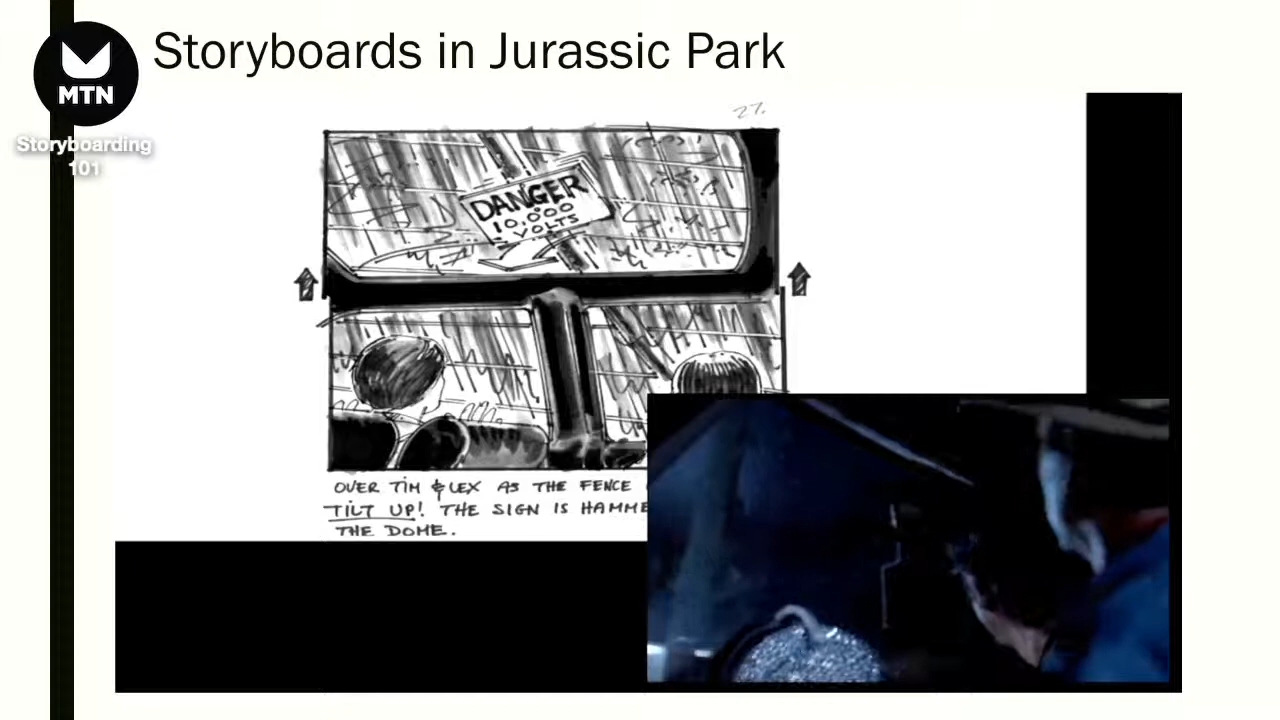 Storyboards in Jurassic Park
MTN
Storyboarding
101
27.
DANGER
10,000
VOLTS
OVER TIM & LEX AS THE FENCE
TILT UP! THE SIGN IS HAMME
THE DOME.